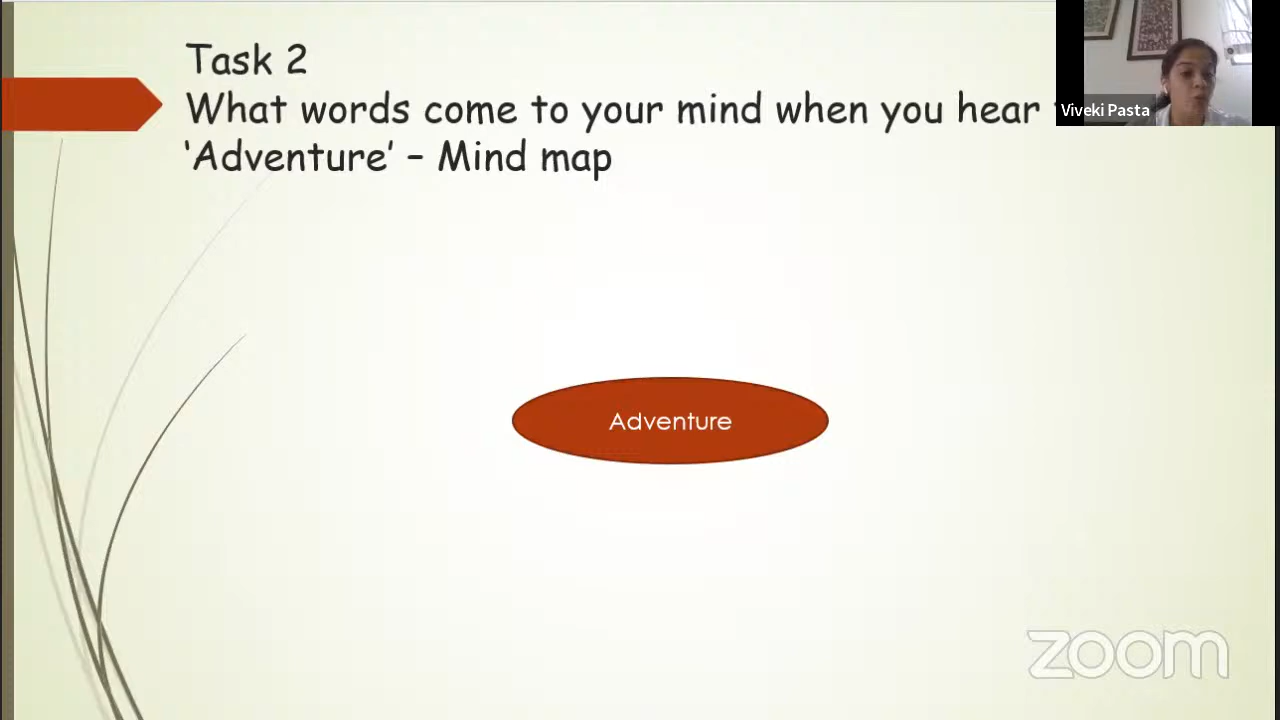 Task 2
What words come to your mind when you hear
‘Adventure’ – Mind map
Viveki Pasta
Adventure
zoom